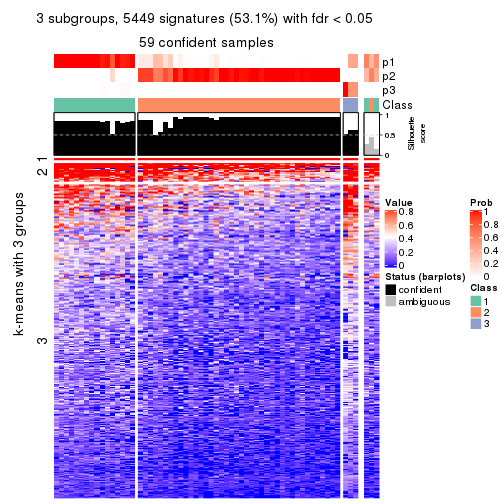 3 subgroups, 5449 signatures (53.1%) with fdr < 0.05
59 confident samples
p1
p2
p3
Class
1
0.5
0
Silhouette
score
k-means with 3 groups
1
2
3
Value
0.8
0.6
0.4
0.2
0
Status (barplots)
confident
ambiguous
Prob
1
0.8
0.6
0.4
0.2
0
Class
1
2
3